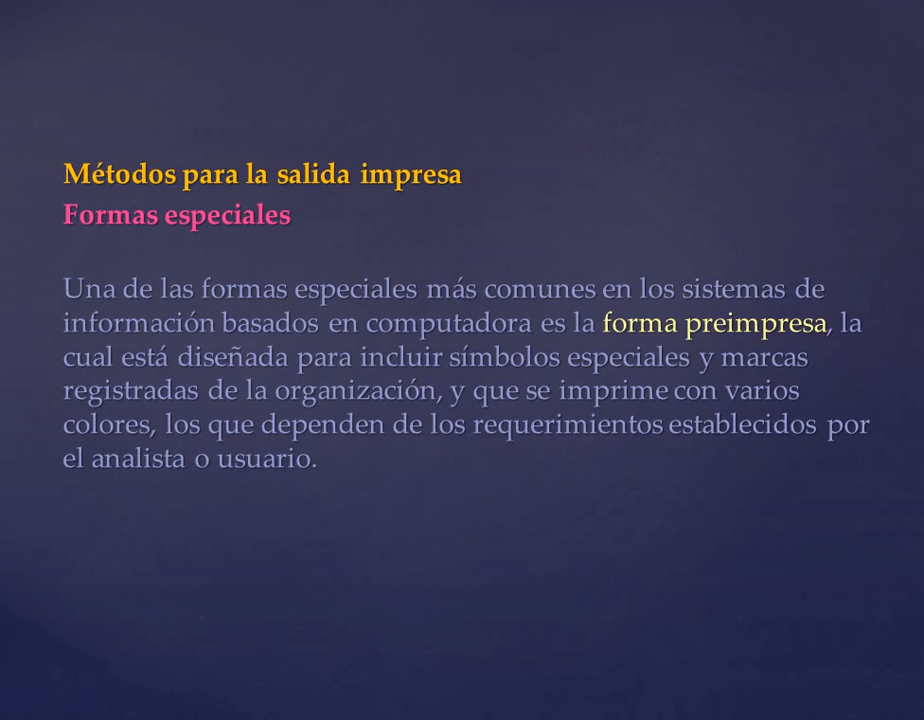 Métodos para la salida impresa
Formas especiales
Una de las formas especiales más comunes en los sistemas de
información basados en computadora es la forma preimpresa, la
cual está diseñada para incluir símbolos especiales y marcas
registradas de la organización, y que se imprime con varios
colores, los que dependen de los requerimientos establecidos por
el analista o usuario.